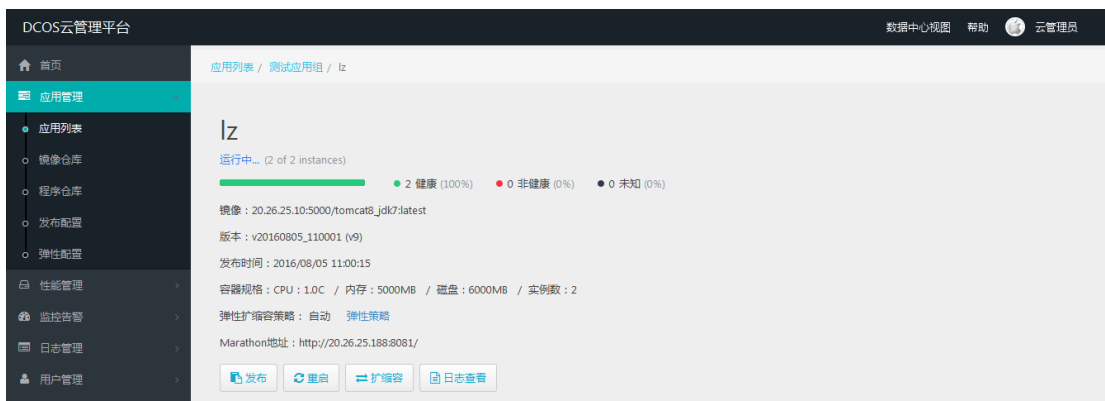 DCOS云管理平台
数据中心视图 帮助 云管理员
首页
应用管理
应用列表
镜像仓库
程序仓库
发布配置
弹性配置
性能管理
监控告警
日志管理
用户管理
应用列表 / 测试应用组 / lz
lz
运行中... (2 of 2 instances)
2 健康 (100%) 0 非健康 (0%) 0 未知 (0%)
镜像：20.26.25.10:5000/tomcat8_jdk7:latest
版本：v20160805_110001 (v9)
发布时间：2016/08/05 11:00:15
容器规格：CPU：1.0C / 内存：5000MB / 磁盘：6000MB / 实例数：2
弹性扩缩容策略： 自动 弹性策略
Marathon地址：http://20.26.25.188:8081/
发布 重启 扩缩容 日志查看